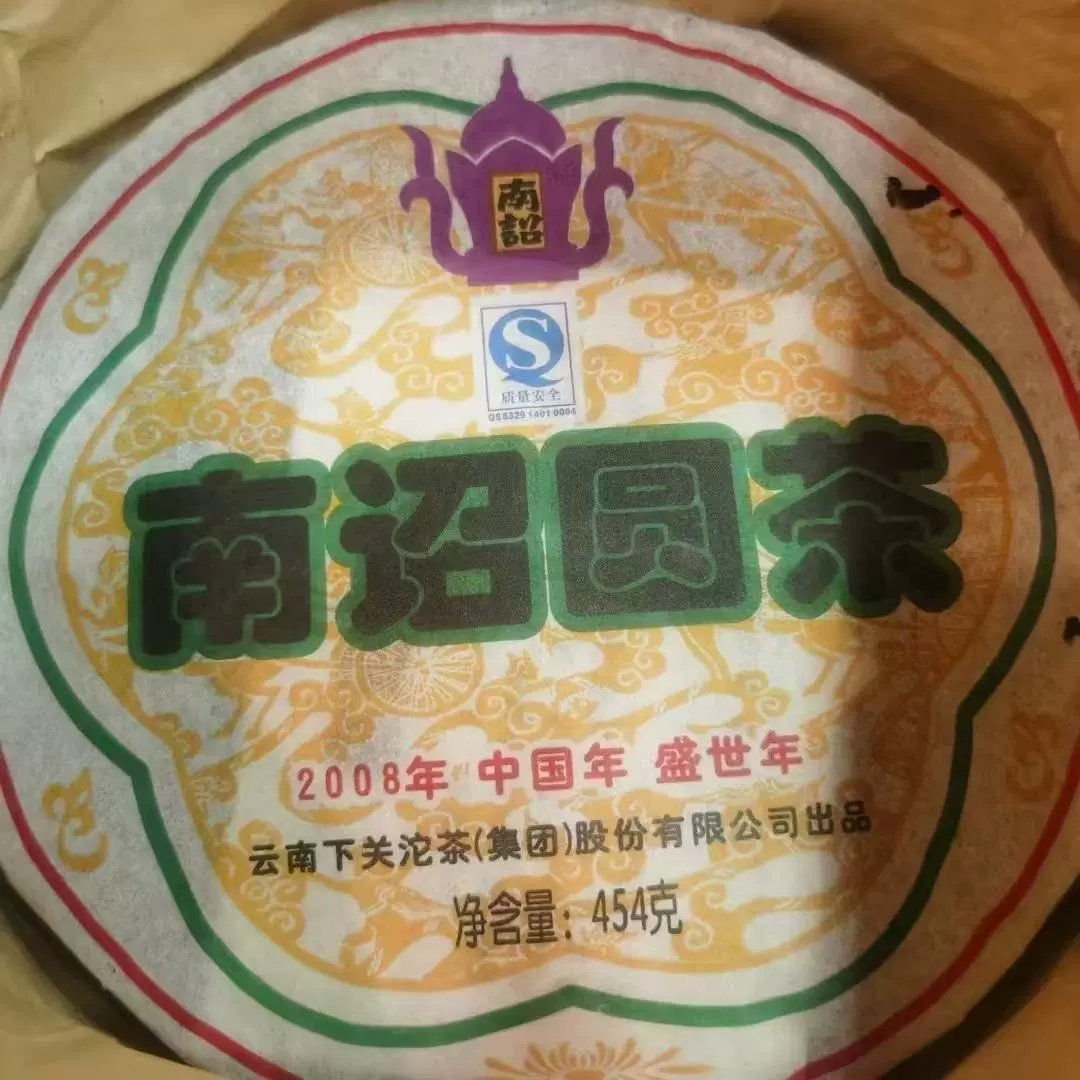 南
詔
质量安全
QS5329 1401 0004
南诏圆茶
2008年 中国年 盛世年
云南下关沱茶(集团)股份有限公司出品
净含量：454克